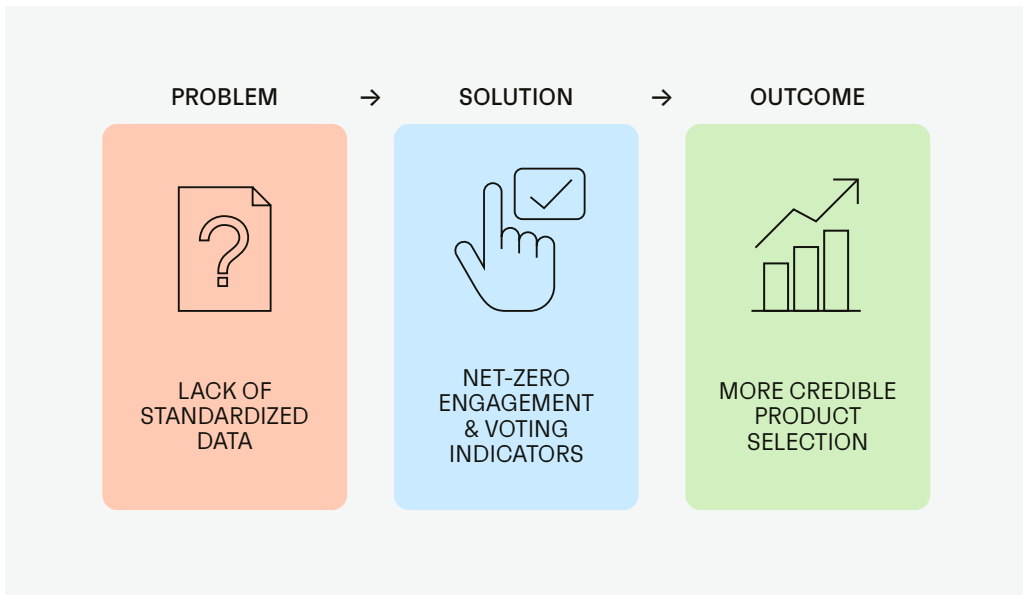 PROBLEM → SOLUTION → OUTCOME
?
LACK OF
STANDARDIZED
DATA
NET-ZERO
ENGAGEMENT
& VOTING
INDICATORS
MORE CREDIBLE
PRODUCT
SELECTION